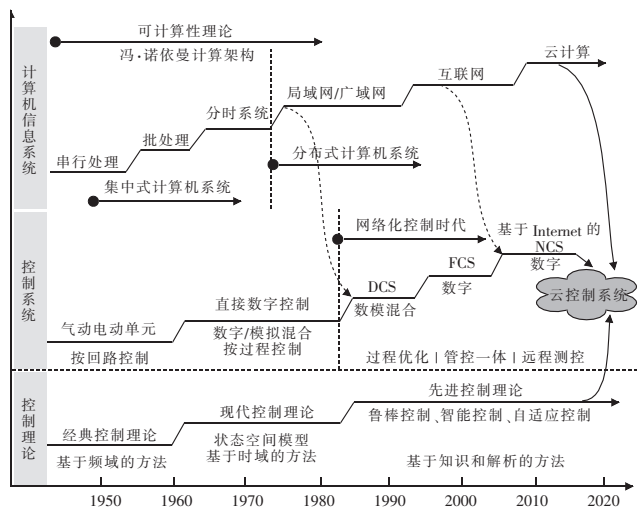 计算机信息系统
可计算性理论
冯·诺依曼计算架构
云计算
互联网
局域网/广域网
分时系统
批处理
串行处理
分布式计算机系统
集中式计算机系统
控制系统
网络化控制时代
基于 Internet 的
NCS
数字
FCS
数字
DCS
数模混合
云控制系统
直接数字控制
数字/模拟混合
按过程控制
气动电动单元
按回路控制
过程优化|管控一体|远程测控
控制理论
先进控制理论
鲁棒控制、智能控制、自适应控制
现代控制理论
状态空间模型
基于时域的方法
经典控制理论
基于频域的方法
基于知识和解析的方法
1950 1960 1970 1980 1990 2000 2010 2020